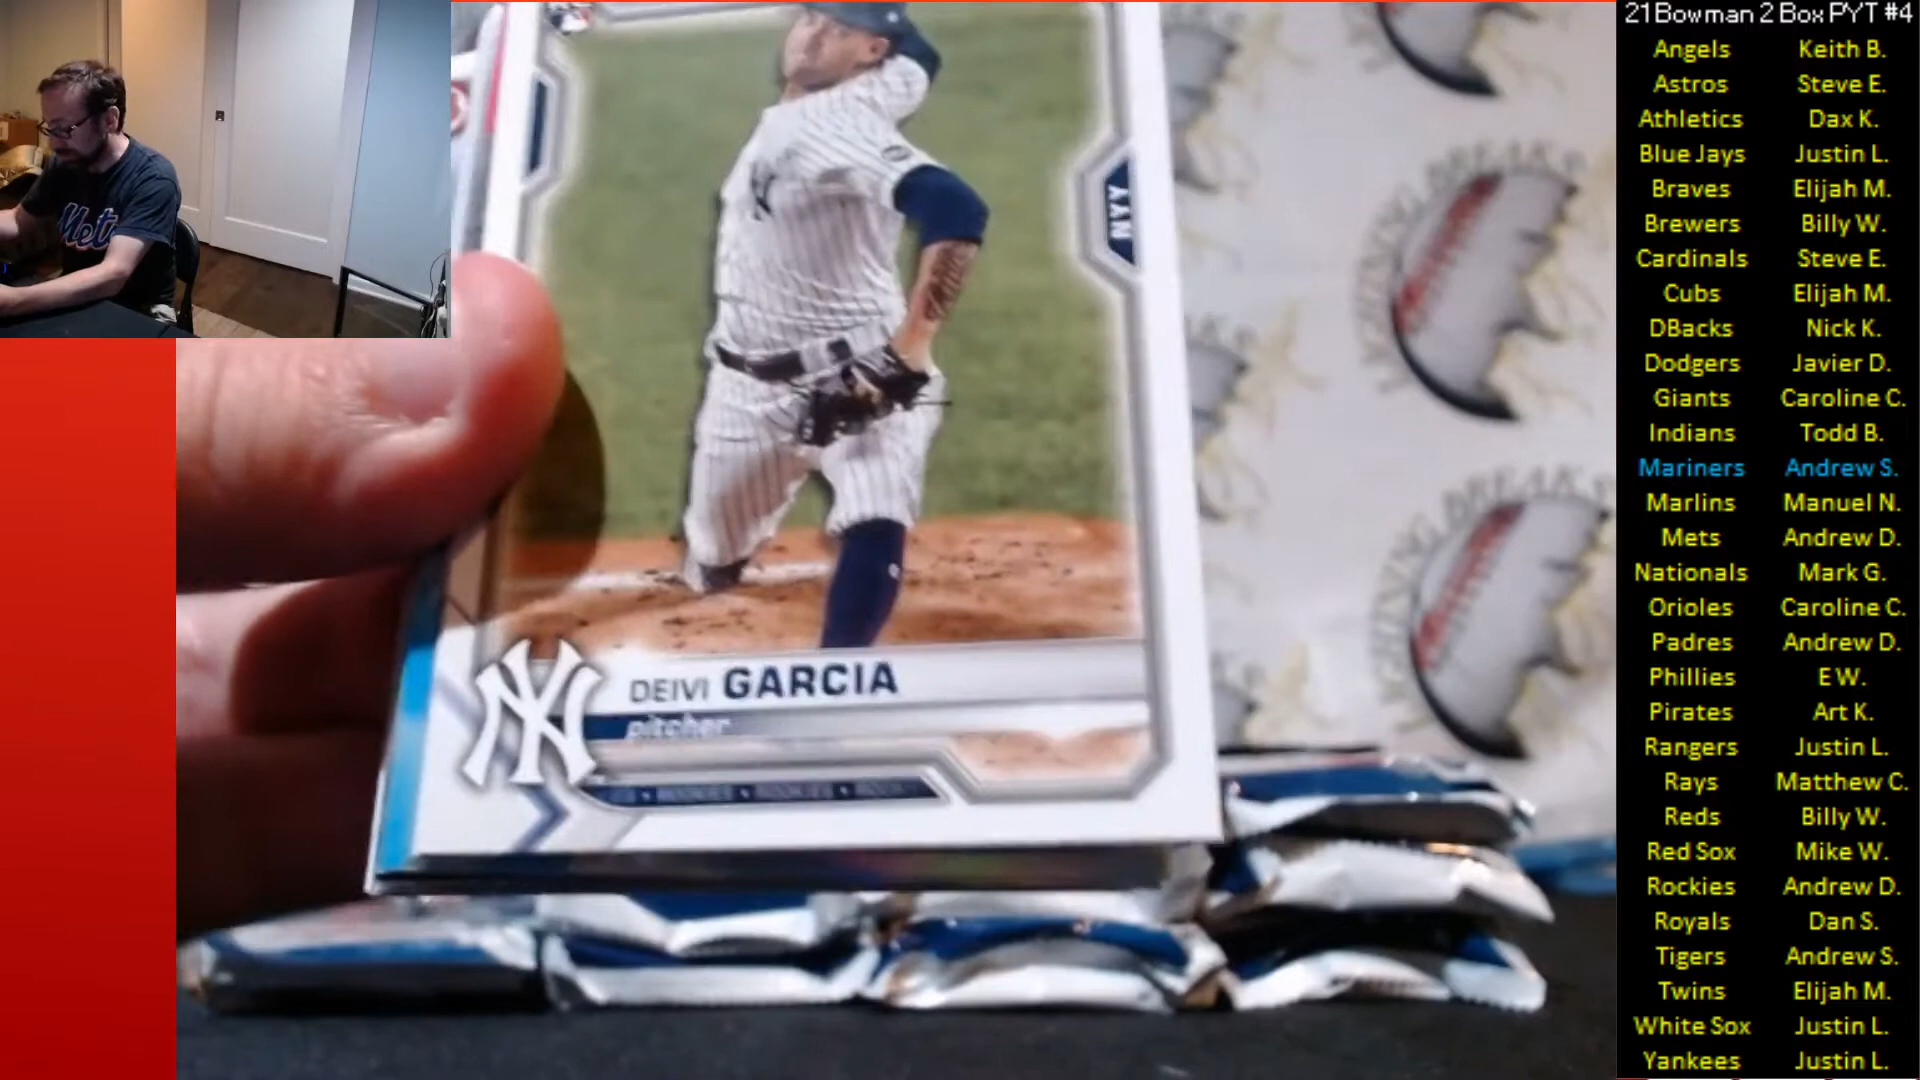 21 Bowman 2 Box PYT #4
Angels Keith B.
Astros Steve E.
Athletics Dax K.
Blue Jays Justin L.
Braves Elijah M.
Brewers Billy W.
Cardinals Steve E.
Cubs Elijah M.
DBacks Nick K.
Dodgers Javier D.
Giants Caroline C.
Indians Todd B.
Mariners Andrew S.
Marlins Manuel N.
Mets Andrew D.
Nationals Mark G.
Orioles Caroline C.
Padres Andrew D.
Phillies E W.
Pirates Art K.
Rangers Justin L.
Rays Matthew C.
Reds Billy W.
Red Sox Mike W.
Rockies Andrew D.
Royals Dan S.
Tigers Andrew S.
Twins Elijah M.
White Sox Justin L.
Yankees Justin L.
Met
NYY
NY
DEIVI GARCIA
pitcher